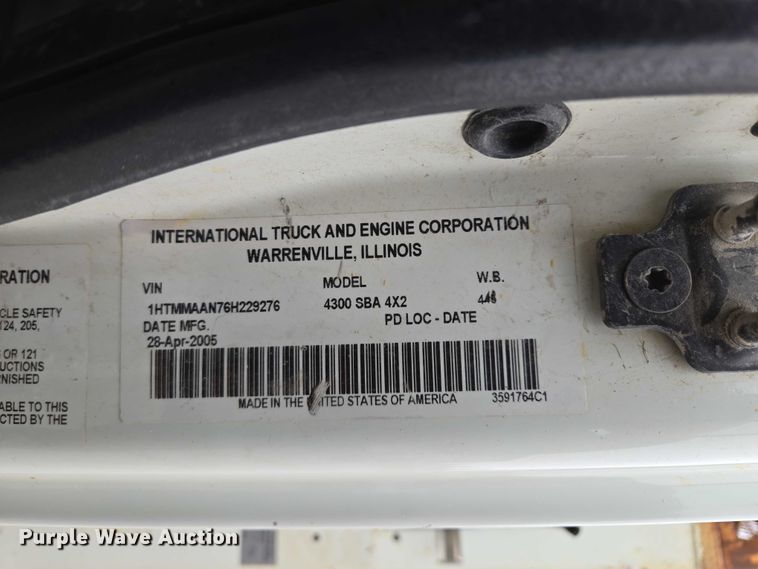 INTERNATIONAL TRUCK AND ENGINE CORPORATION
WARRENVILLE, ILLINOIS
VIN MODEL W.B.
1HTMMAAN76H229276 4300 SBA 4X2
DATE MFG. PD LOC - DATE
28-Apr-2005
MADE IN THE UNITED STATES OF AMERICA 3591764C1
RATION
CLE SAFETY
124, 205,
OR 121
UCTIONS
RNISHED
ABLE TO THIS
CTED BY THE
Purple Wave Auction